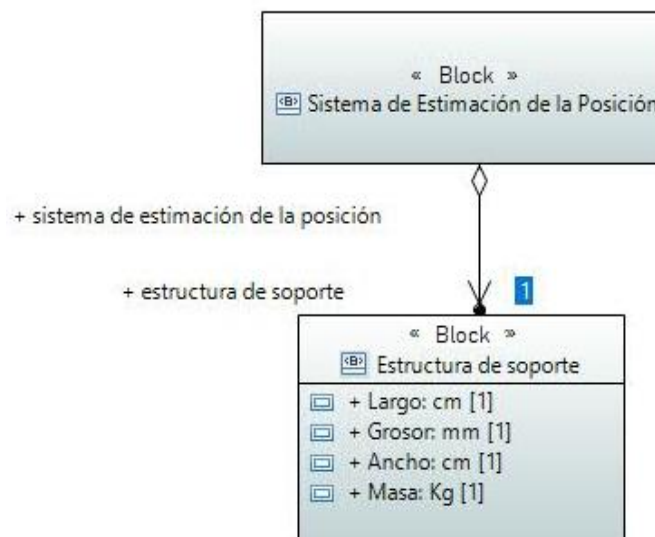 « Block »
Sistema de Estimación de la Posición
+ sistema de estimación de la posición
+ estructura de soporte
1
« Block »
Estructura de soporte
+ Largo: cm [1]
+ Grosor: mm [1]
+ Ancho: cm [1]
+ Masa: Kg [1]